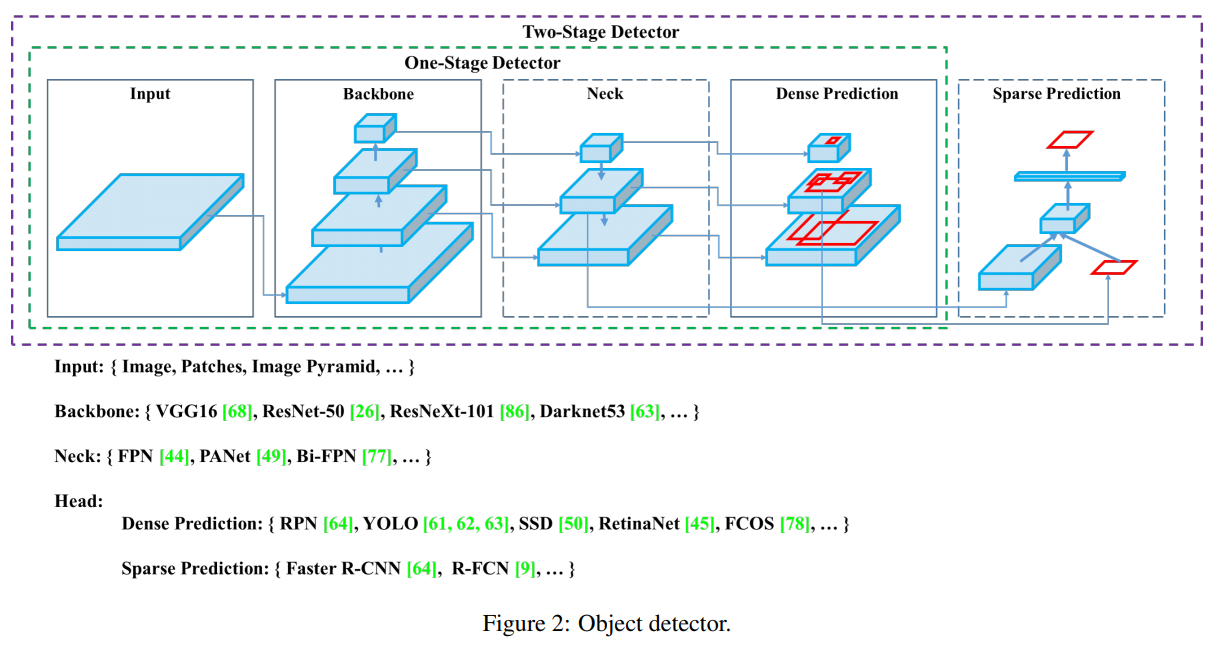 Two-Stage Detector
One-Stage Detector
Input
Backbone
Neck
Dense Prediction
Sparse Prediction
Input: { Image, Patches, Image Pyramid, … }
Backbone: { VGG16 [68], ResNet-50 [26], ResNeXt-101 [86], Darknet53 [63], … }
Neck: { FPN [44], PANet [49], Bi-FPN [77], … }
Head:
Dense Prediction: { RPN [64], YOLO [61, 62, 63], SSD [50], RetinaNet [45], FCOS [78], … }
Sparse Prediction: { Faster R-CNN [64], R-FCN [9], … }
Figure 2: Object detector.